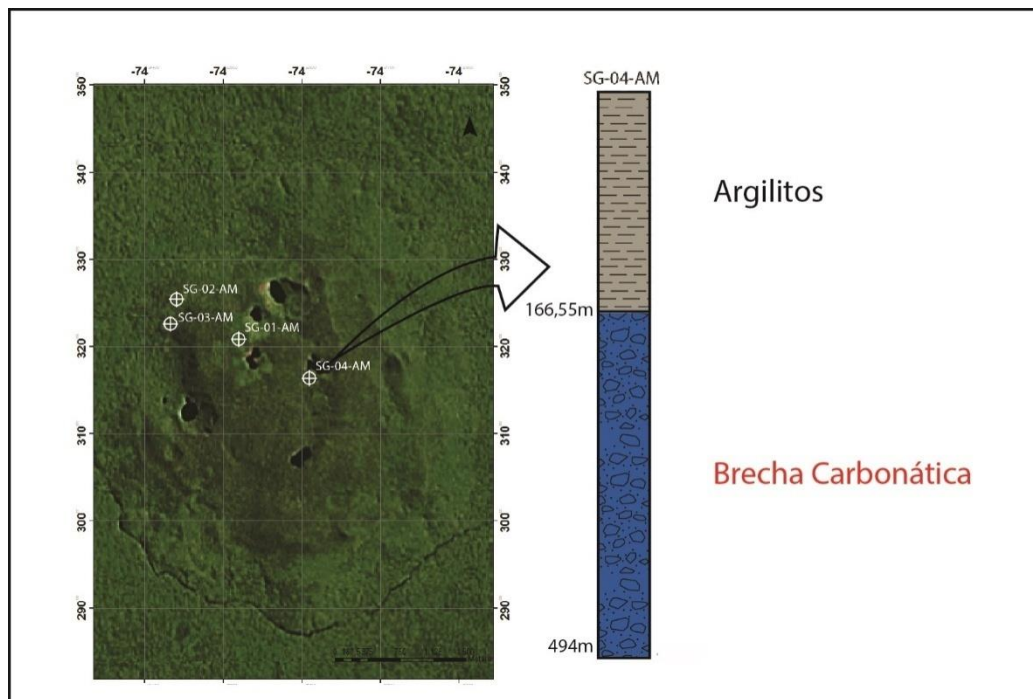 -74 -74 -74 -74 -74
SG-04-AM
350 350
340 340
330 330
320 320
310 310
300 300
290 290
SG-02-AM
SG-03-AM
SG-01-AM
SG-04-AM
Argilitos
166,55m
Brecha Carbonática
494m